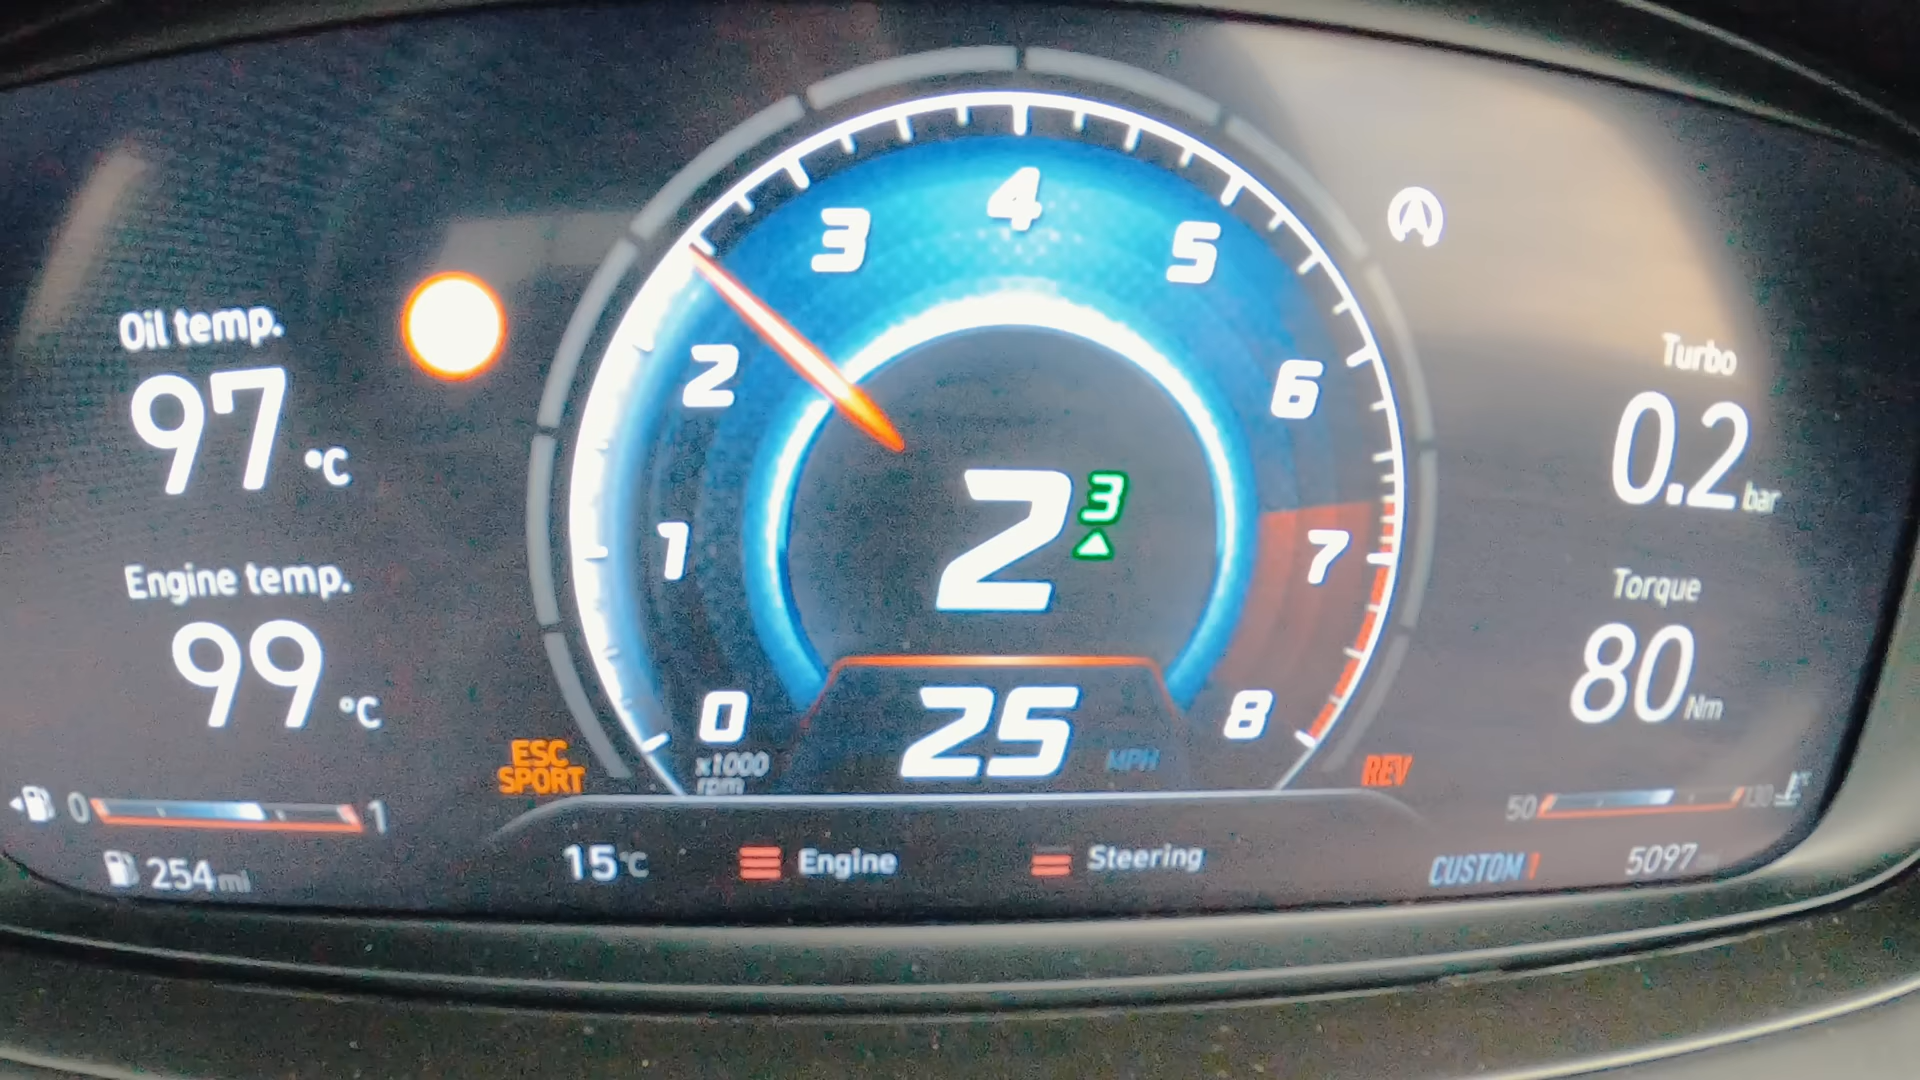 Oil temp.
97 °C
Engine temp.
99 °C
0 1
254mi
0
1
2
3
4
5
6
7
8
x1000
rpm
2 3
25 MPH
ESC
SPORT
REV
A
Turbo
0.2 bar
Torque
80 Nm
50 130
15°C
Engine
Steering
CUSTOM 1
5097